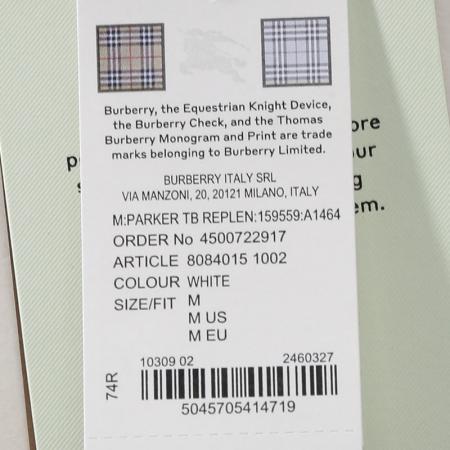 Burberry, the Equestrian Knight Device,
the Burberry Check, and the Thomas
Burberry Monogram and Print are trade
marks belonging to Burberry Limited.
BURBERRY ITALY SRL
VIA MANZONI, 20, 20121 MILANO, ITALY
M:PARKER TB REPLEN:159559:A1464
ORDER No 4500722917
ARTICLE 8084015 1002
COLOUR WHITE
SIZE/FIT M
M US
M EU
10309 02 2460327
74R
5045705414719